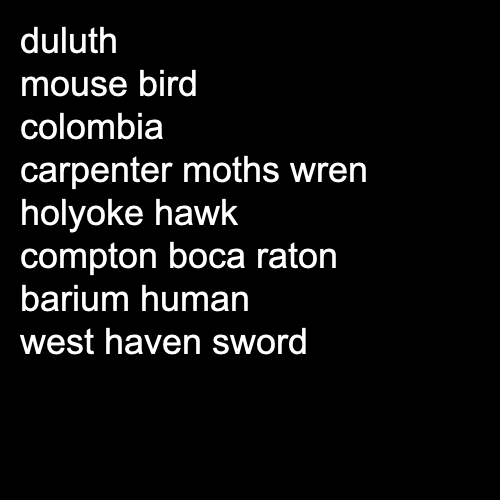 duluth
mouse bird
colombia
carpenter moths wren
holyoke hawk
compton boca raton
barium human
west haven sword